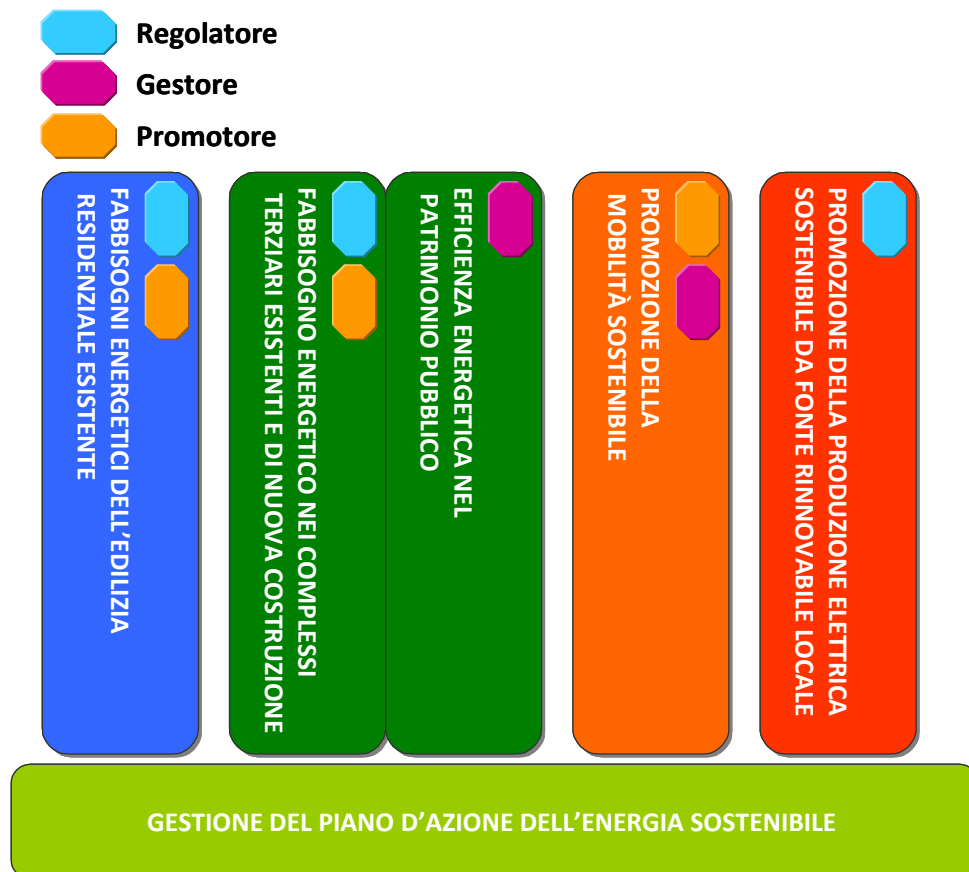 Regolatore
Gestore
Promotore
FABBISOGNI ENERGETICI DELL'EDILIZIA
RESIDENZIALE ESISTENTE
FABBISOGNO ENERGETICO NEI COMPLESSI
TERZIARI ESISTENTI E DI NUOVA COSTRUZIONE
EFFICIENZA ENERGETICA NEL
PATRIMONIO PUBBLICO
PROMOZIONE DELLA
MOBILITÀ SOSTENIBILE
PROMOZIONE DELLA PRODUZIONE ELETTRICA
SOSTENIBILE DA FONTE RINNOVABILE LOCALE
GESTIONE DEL PIANO D'AZIONE DELL'ENERGIA SOSTENIBILE